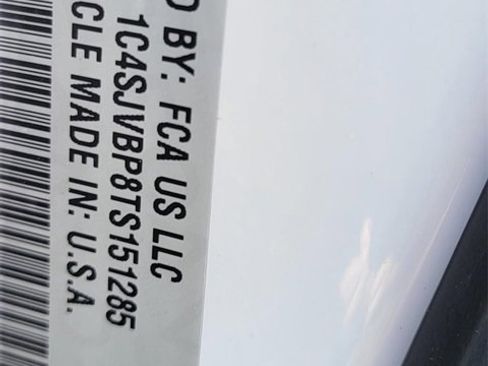 D BY: FCA US LLC
1C4SJVBP8TS151285
CLE MADE IN: U.S.A.